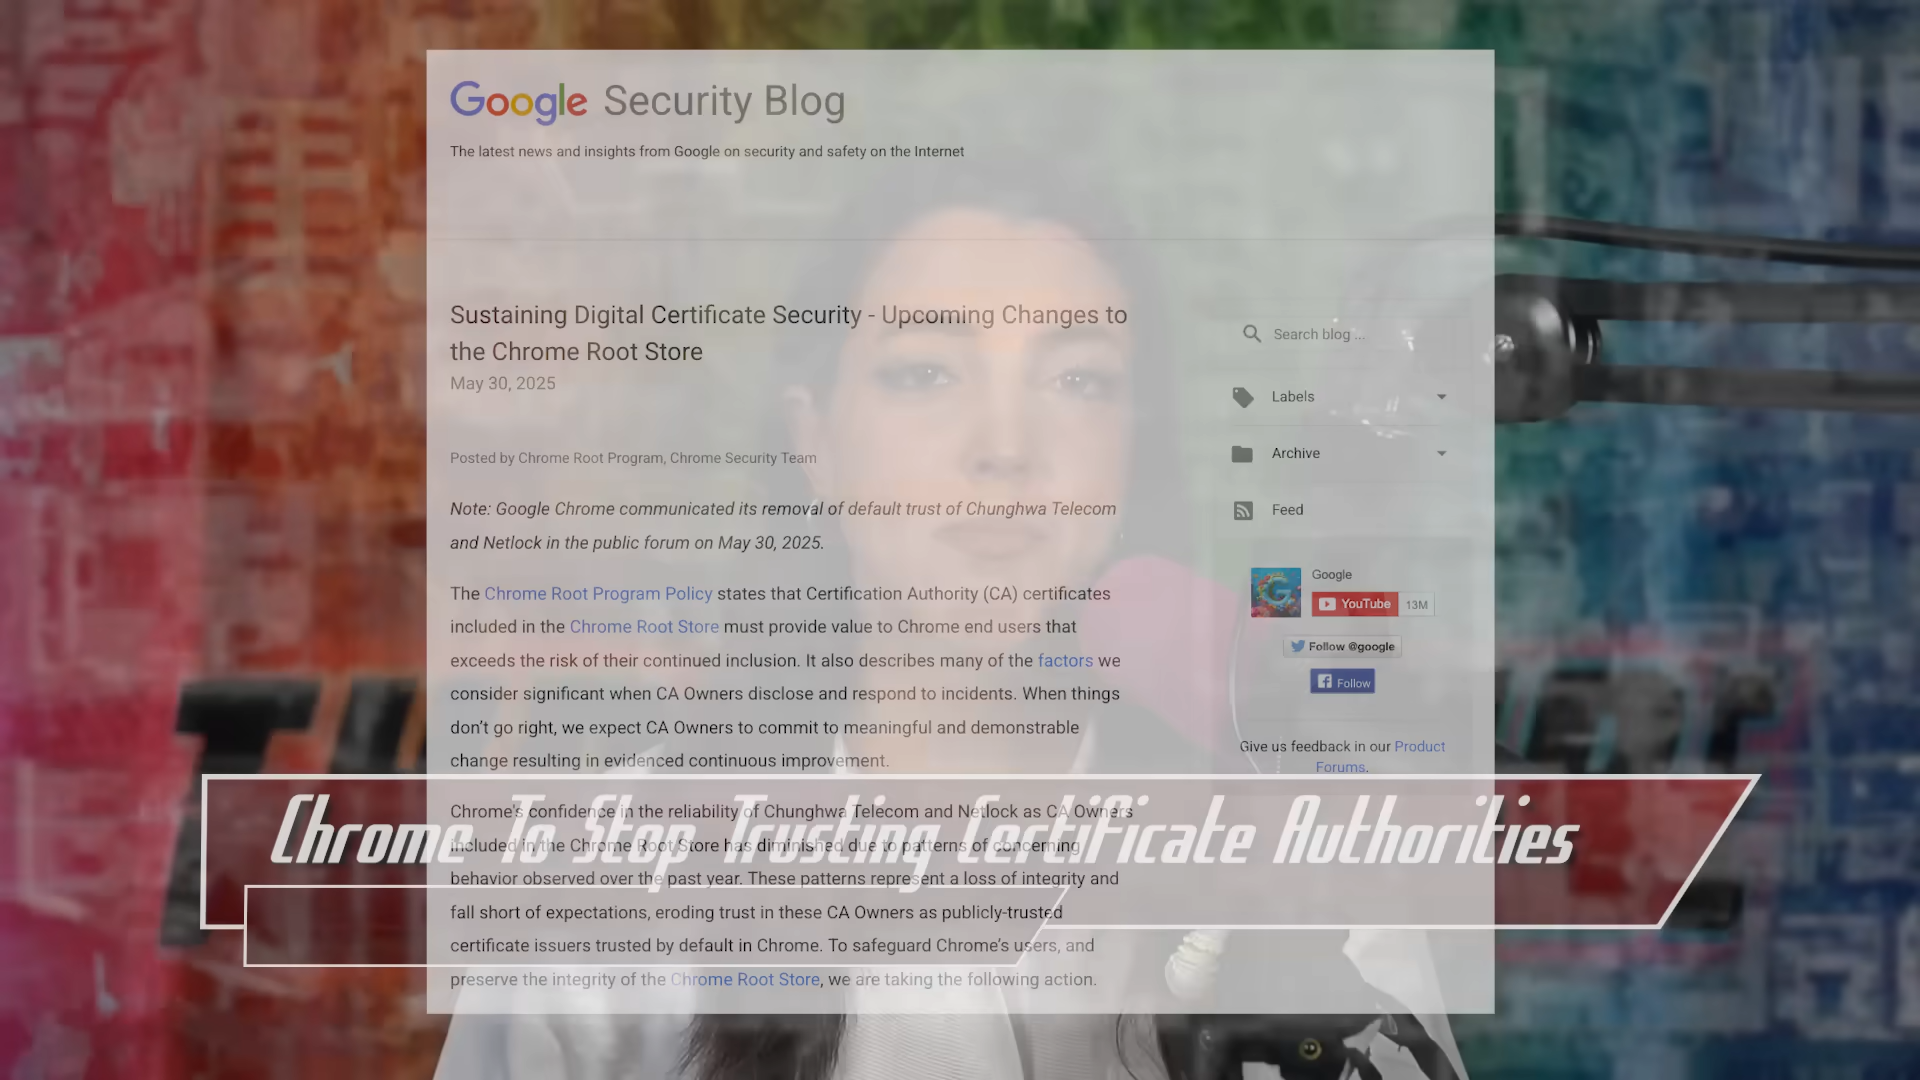 Google Security Blog
The latest news and insights from Google on security and safety on the Internet
Sustaining Digital Certificate Security - Upcoming Changes to
the Chrome Root Store
May 30, 2025
Posted by Chrome Root Program, Chrome Security Team
Note: Google Chrome communicated its removal of default trust of Chunghwa Telecom
and Netlock in the public forum on May 30, 2025.
The Chrome Root Program Policy states that Certification Authority (CA) certificates
included in the Chrome Root Store must provide value to Chrome end users that
exceeds the risk of their continued inclusion. It also describes many of the factors we
consider significant when CA Owners disclose and respond to incidents. When things
don’t go right, we expect CA Owners to commit to meaningful and demonstrable
change resulting in evidenced continuous improvement.
Chrome’s confidence in the reliability of Chunghwa Telecom and Netlock as CA Owners
included in the Chrome Root Store has diminished due to patterns of concerning
behavior observed over the past year. These patterns represent a loss of integrity and
fall short of expectations, eroding trust in these CA Owners as publicly-trusted
certificate issuers trusted by default in Chrome. To safeguard Chrome’s users, and
preserve the integrity of the Chrome Root Store, we are taking the following action.
Search blog ...
Labels
Archive
Feed
Google
YouTube 13M
Follow @google
Follow
Give us feedback in our Product
Forums.
Chrome To Stop Trusting Certificate Authorities